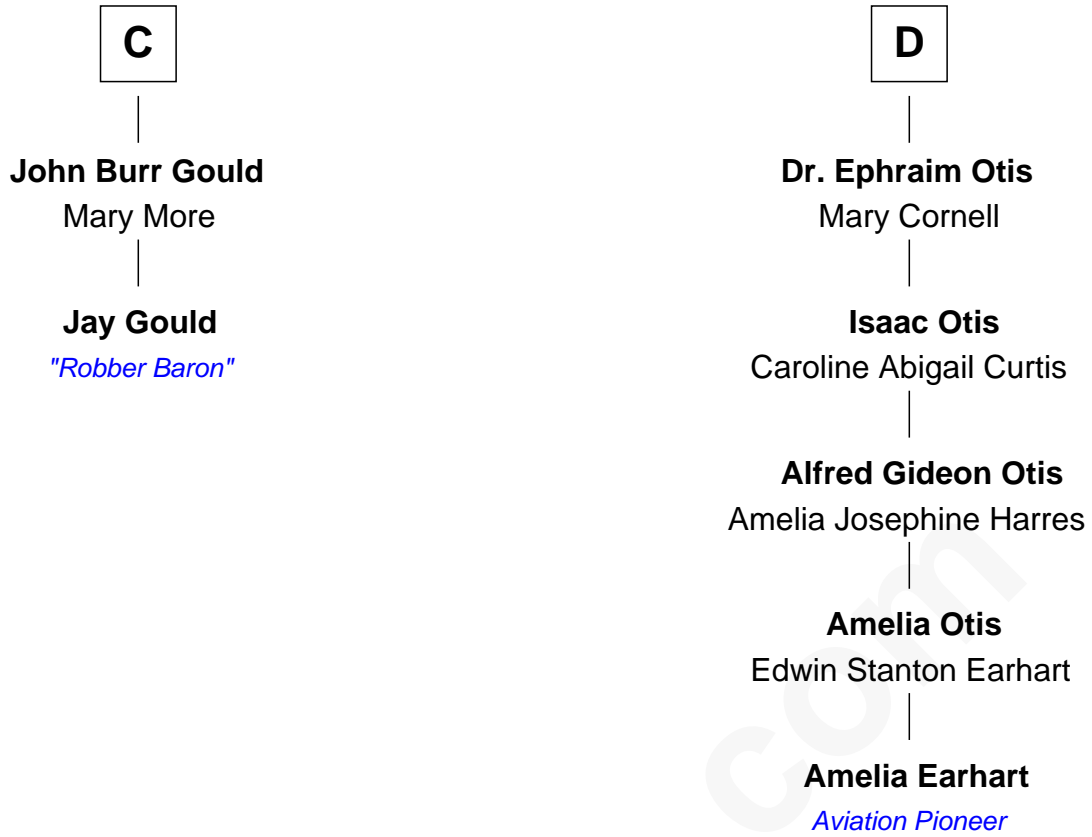 C
John Burr Gould
Mary More
Jay Gould
"Robber Baron"
D
Dr. Ephraim Otis
Mary Cornell
Isaac Otis
Caroline Abigail Curtis
Alfred Gideon Otis
Amelia Josephine Harres
Amelia Otis
Edwin Stanton Earhart
Amelia Earhart
Aviation Pioneer
com